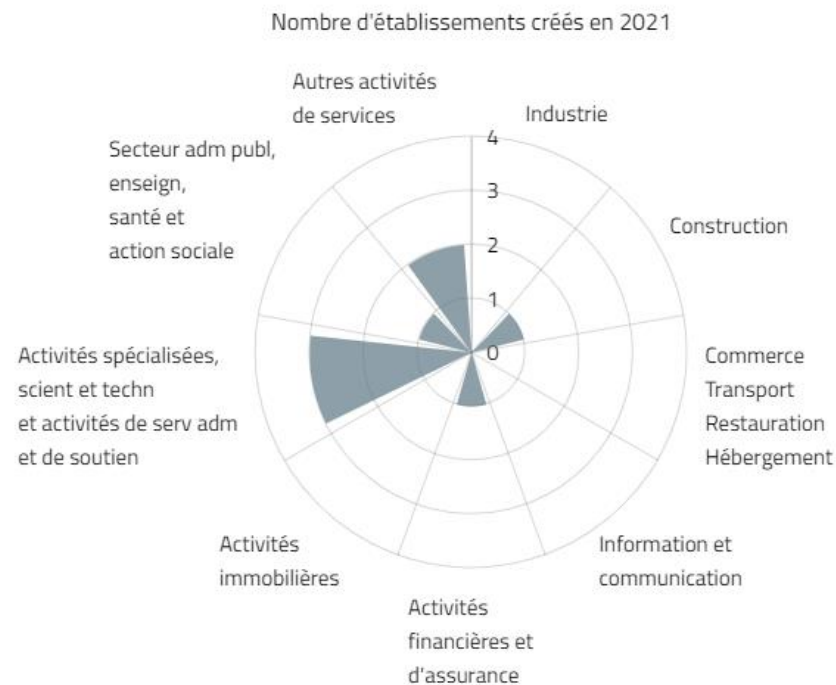 Nombre d'établissements créés en 2021
Autres activités
de services
Industrie
Secteur adm publ,
enseign,
santé et
action sociale
Construction
4
3
2
1
0
Activités spécialisées,
scient et techn
et activités de serv adm
et de soutien
Commerce
Transport
Restauration
Hébergement
Activités
immobilières
Information et
communication
Activités
financières et
d'assurance